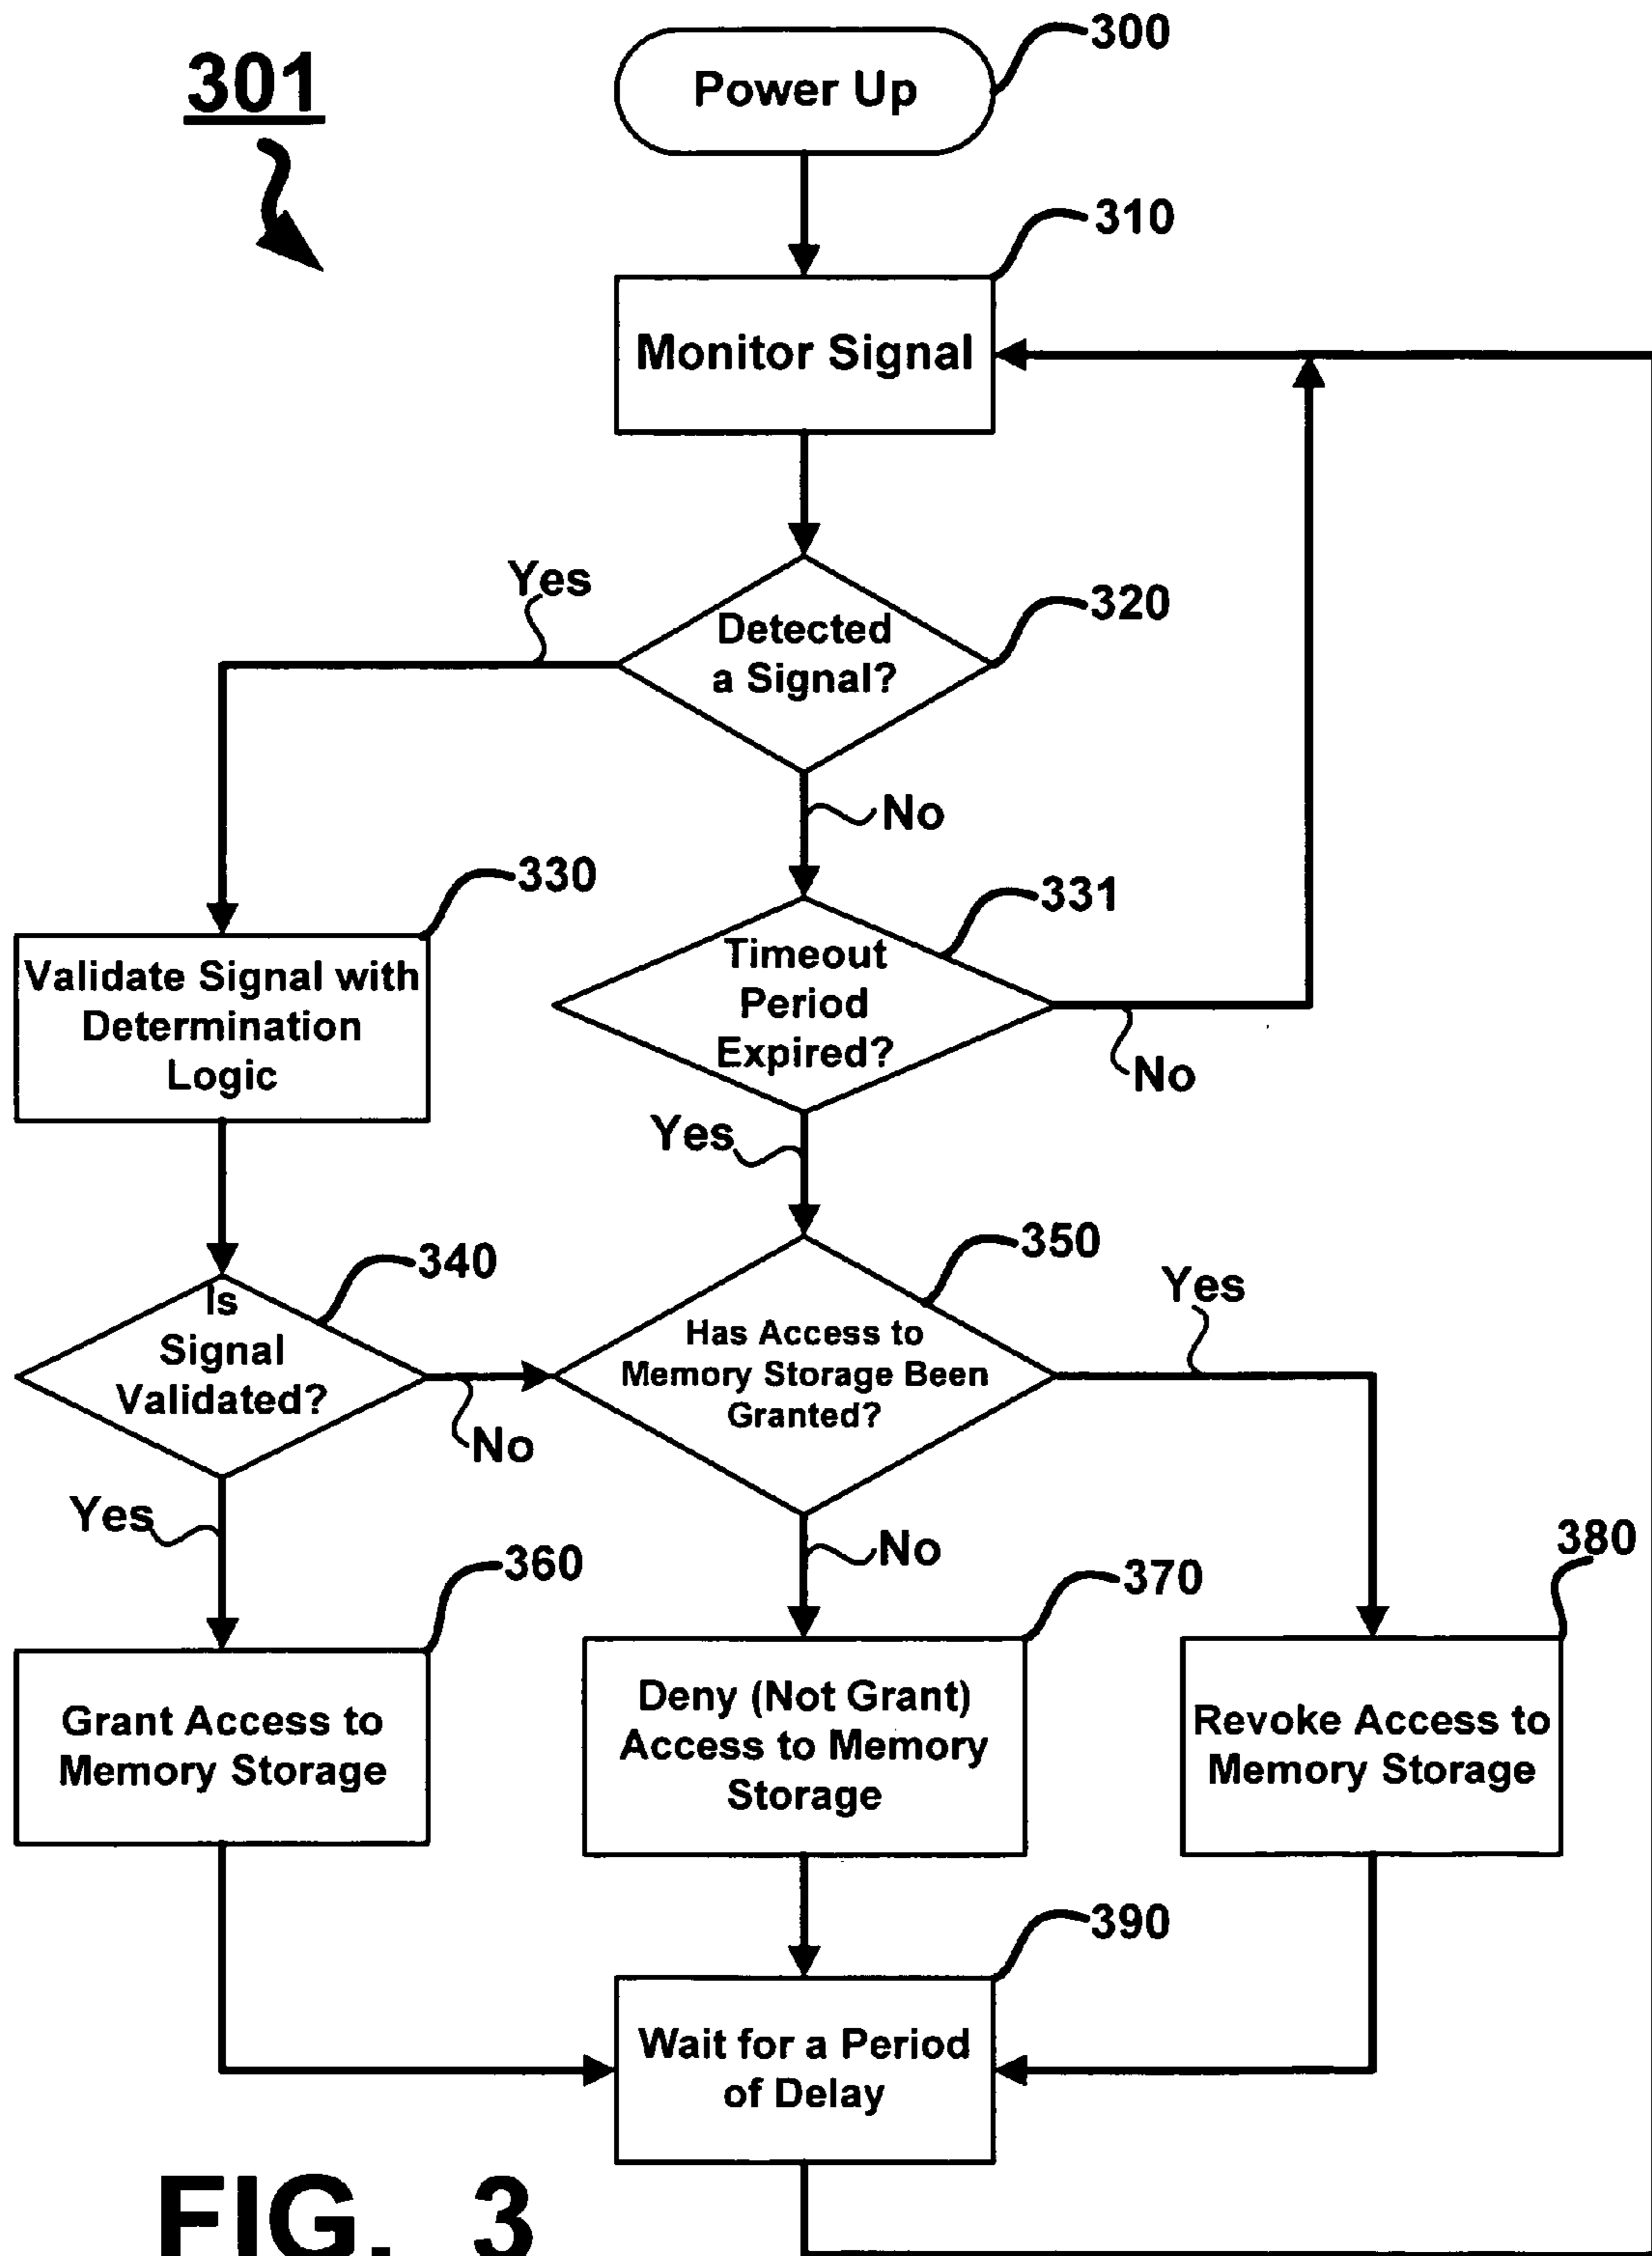 301
Power Up
300
310
Monitor Signal
Yes
Detected
a Signal?
320
No
330
331
Validate Signal with
Determination
Logic
Timeout
Period
Expired?
No
Yes
340
350
Is
Signal
Validated?
No
Has Access to
Memory Storage Been
Granted?
Yes
Yes
No
360
370
380
Grant Access to
Memory Storage
Deny (Not Grant)
Access to Memory
Storage
Revoke Access to
Memory Storage
390
Wait for a Period
of Delay
FIG. 3